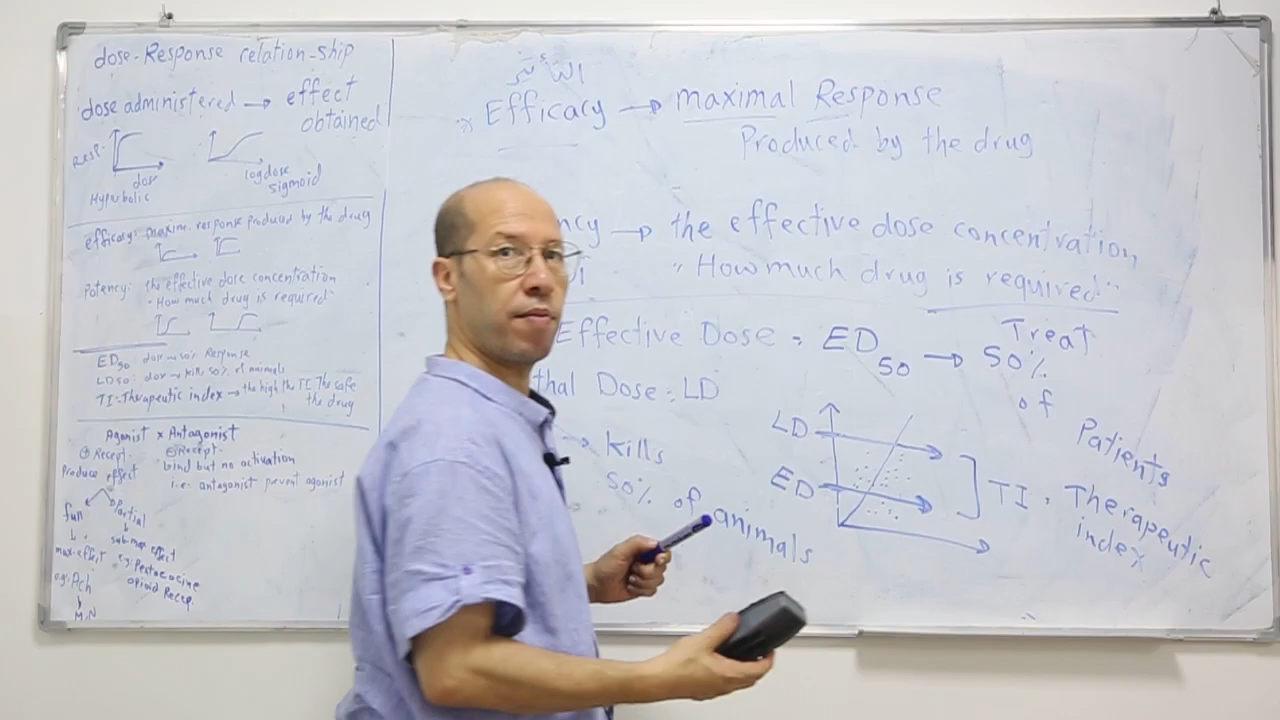 dose-Response relation-ship
dose administered → effect
obtained
Resp.
dose
Hyperbolic
log dose
sigmoid
efficacy: maxim. response produced by the drug
Potency: the effective dose concentration
"How much drug is required"
ED50: dose → 50% Response
LD50: dose → kills 50% of animals
TI: Therapeutic index → the high the TI The safe
the drug
Agonist x Antagonist
⊕ Recept.
Produce effect
full
Partial
max. effect
sub max effect
e.g. Ach
M, N
e.g. Pentazocine
opioid Recep.
⊖ Recept.
bind but no activation
i.e. antagonist prevent agonist
Efficacy → maximal Response
Produced by the drug
ncy → the effective dose concentration,
"How much drug is required"
Effective Dose, ED50 → Treat
50%
of
Patients
thal Dose: LD
→ kills
50% of animals
LD
ED
TI. Therapeutic
index